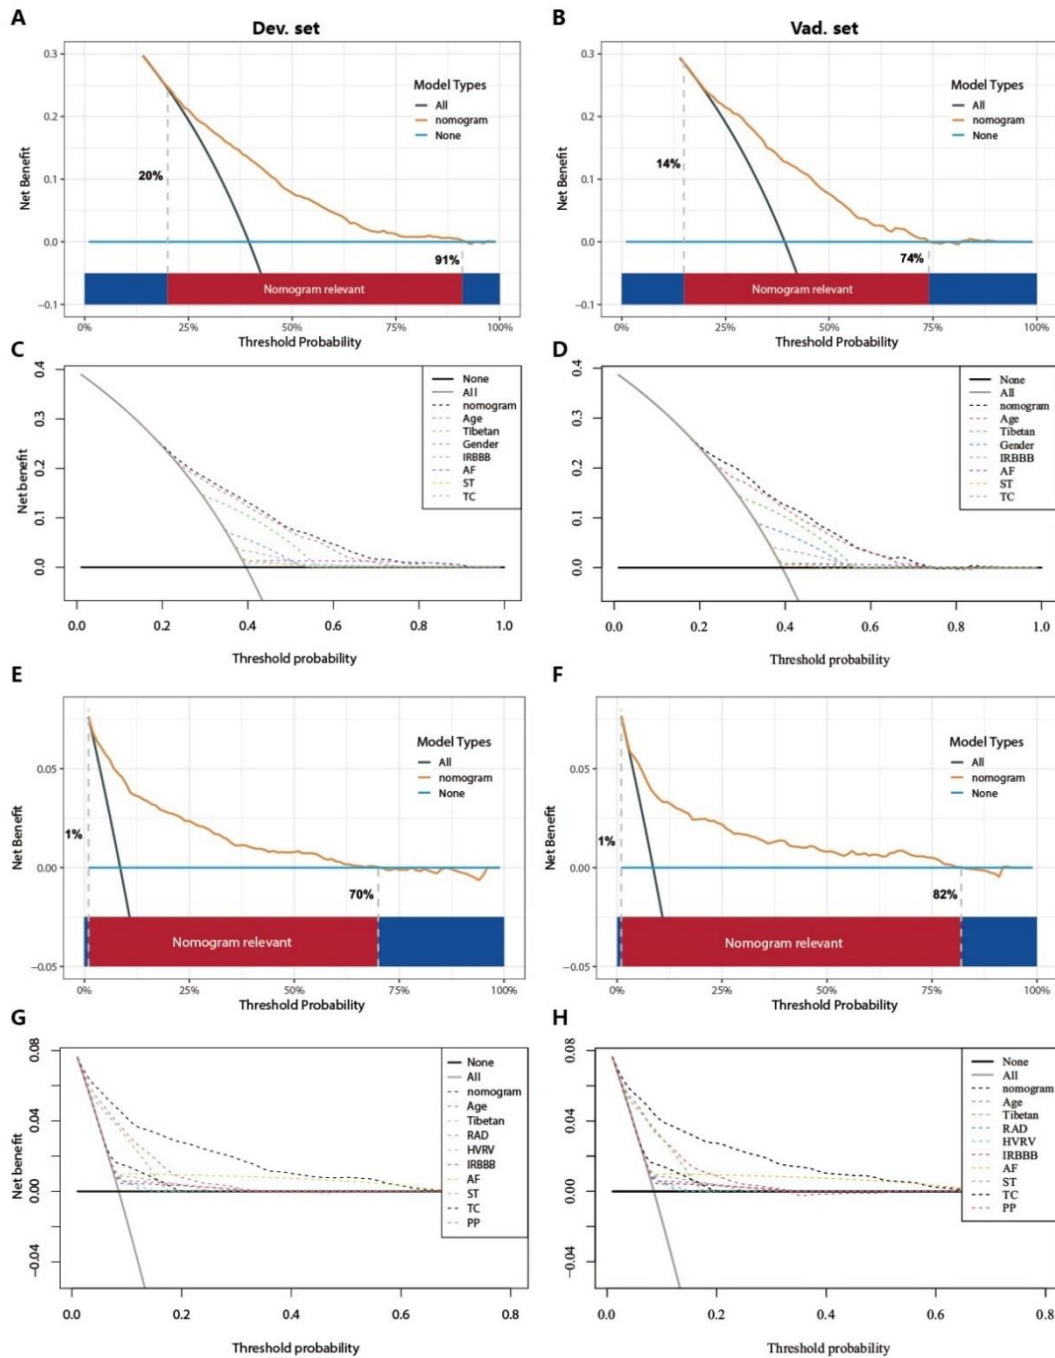 A
Dev. set
B
Vad. set
Net Benefit
0.3
0.2
0.1
0.0
−0.1
Model Types
All
nomogram
None
20%
91%
Nomogram relevant
0%
25%
50%
75%
100%
Threshold Probability
Net Benefit
0.3
0.2
0.1
0.0
−0.1
Model Types
All
nomogram
None
14%
74%
Nomogram relevant
0%
25%
50%
75%
100%
Threshold Probability
C
Net benefit
0.4
0.3
0.2
0.1
0.0
None
All
nomogram
Age
Tibetan
Gender
IRBBB
AF
ST
TC
0.0
0.2
0.4
0.6
0.8
1.0
Threshold probability
D
Net benefit
0.4
0.3
0.2
0.1
0.0
None
All
nomogram
Age
Tibetan
Gender
IRBBB
AF
ST
TC
0.0
0.2
0.4
0.6
0.8
1.0
Threshold probability
E
Net Benefit
0.05
0.00
−0.05
Model Types
All
nomogram
None
1%
70%
Nomogram relevant
0%
25%
50%
75%
100%
Threshold Probability
F
Net Benefit
0.05
0.00
−0.05
Model Types
All
nomogram
None
1%
82%
Nomogram relevant
0%
25%
50%
75%
100%
Threshold Probability
G
Net benefit
0.08
0.04
0.00
−0.04
None
All
nomogram
Age
Tibetan
RAD
HVRV
IRBBB
AF
ST
TC
PP
0.0
0.2
0.4
0.6
0.8
Threshold probability
H
Net benefit
0.08
0.04
0.00
−0.04
None
All
nomogram
Age
Tibetan
RAD
HVRV
IRBBB
AF
ST
TC
PP
0.0
0.2
0.4
0.6
0.8
Threshold probability